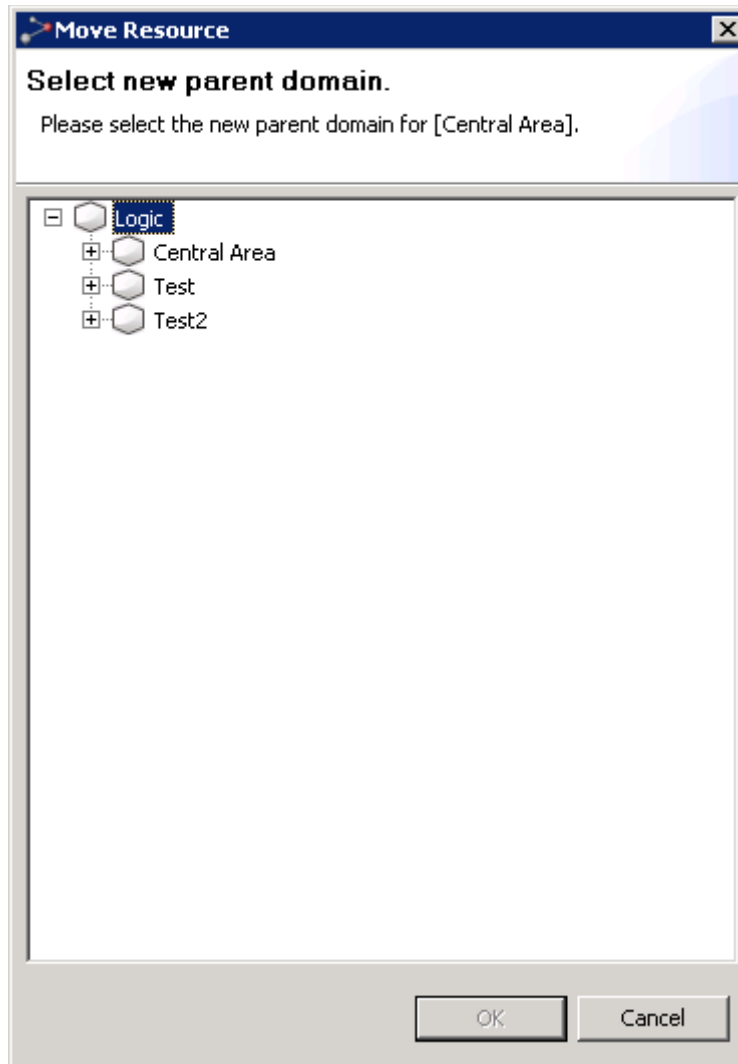 Move Resource
Select new parent domain.
Please select the new parent domain for [Central Area].
Logic
Central Area
Test
Test2
OK
Cancel